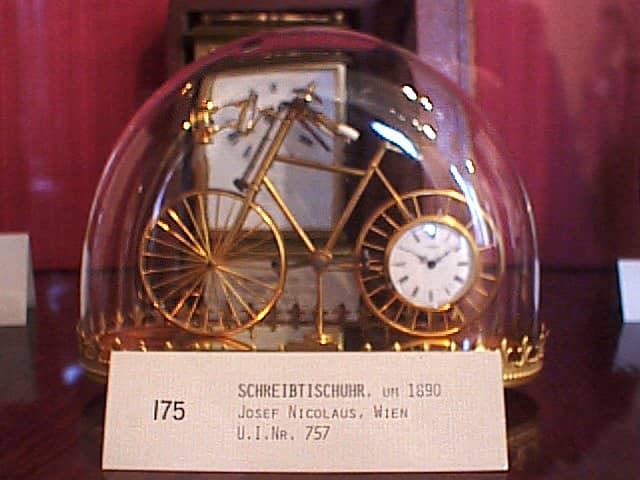 175
SCHREIBTISCHUHR, UM 1890
JOSEF NICOLAUS, WIEN
U.I.NR. 757